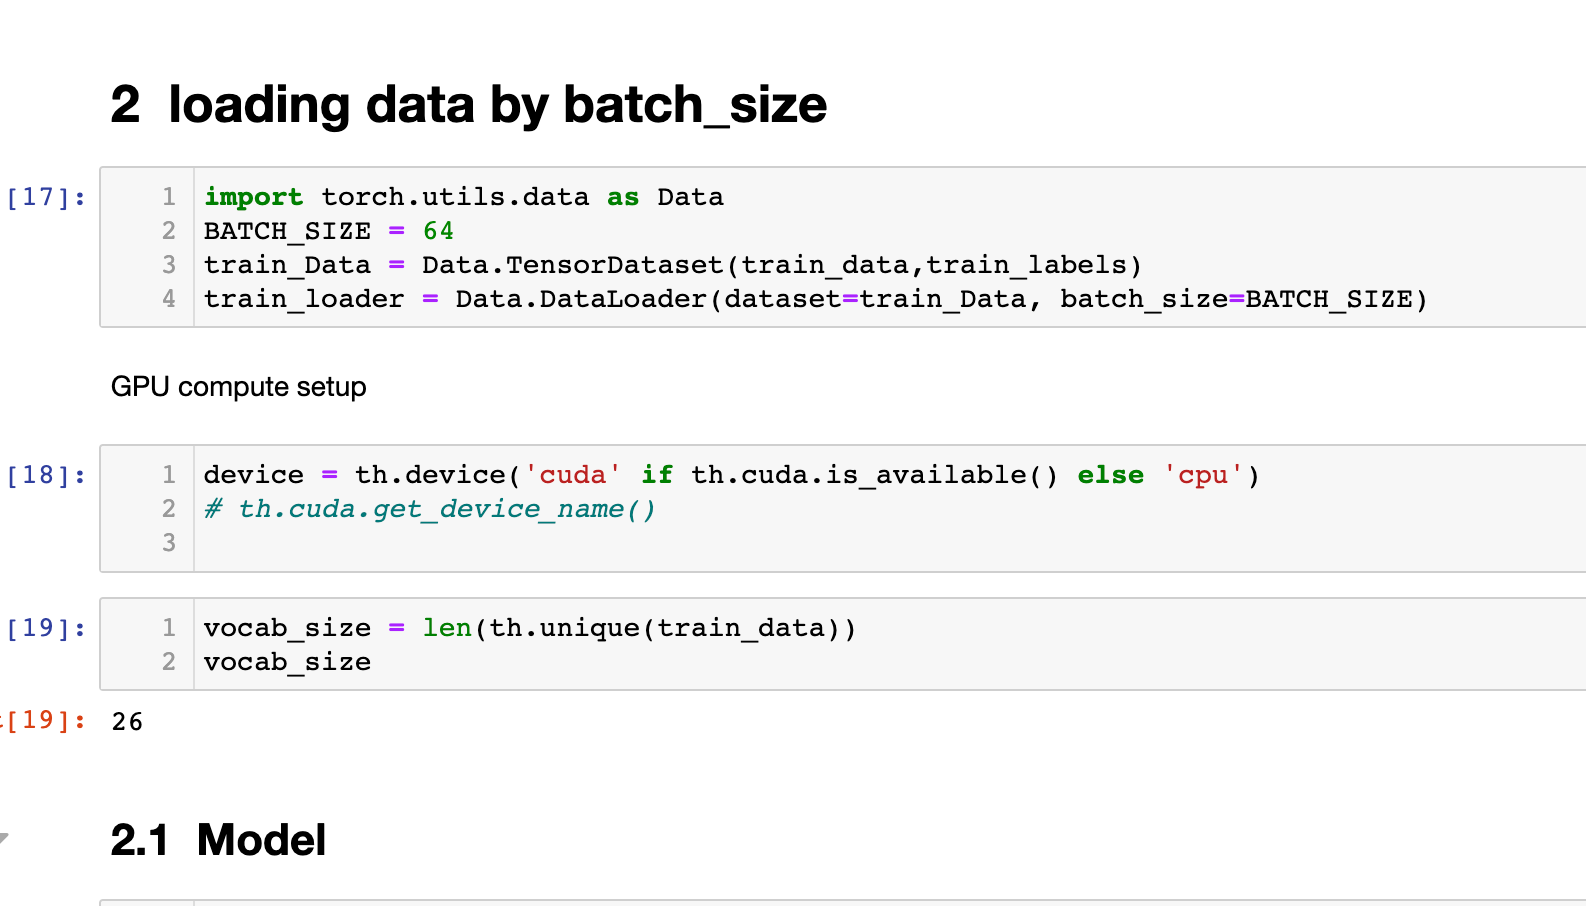 2 loading data by batch_size
[17]:
1 import torch.utils.data as Data
2 BATCH_SIZE = 64
3 train_Data = Data.TensorDataset(train_data,train_labels)
4 train_loader = Data.DataLoader(dataset=train_Data, batch_size=BATCH_SIZE)
GPU compute setup
[18]:
1 device = th.device('cuda' if th.cuda.is_available() else 'cpu')
2 # th.cuda.get_device_name()
3
[19]:
1 vocab_size = len(th.unique(train_data))
2 vocab_size
t[19]: 26
2.1 Model